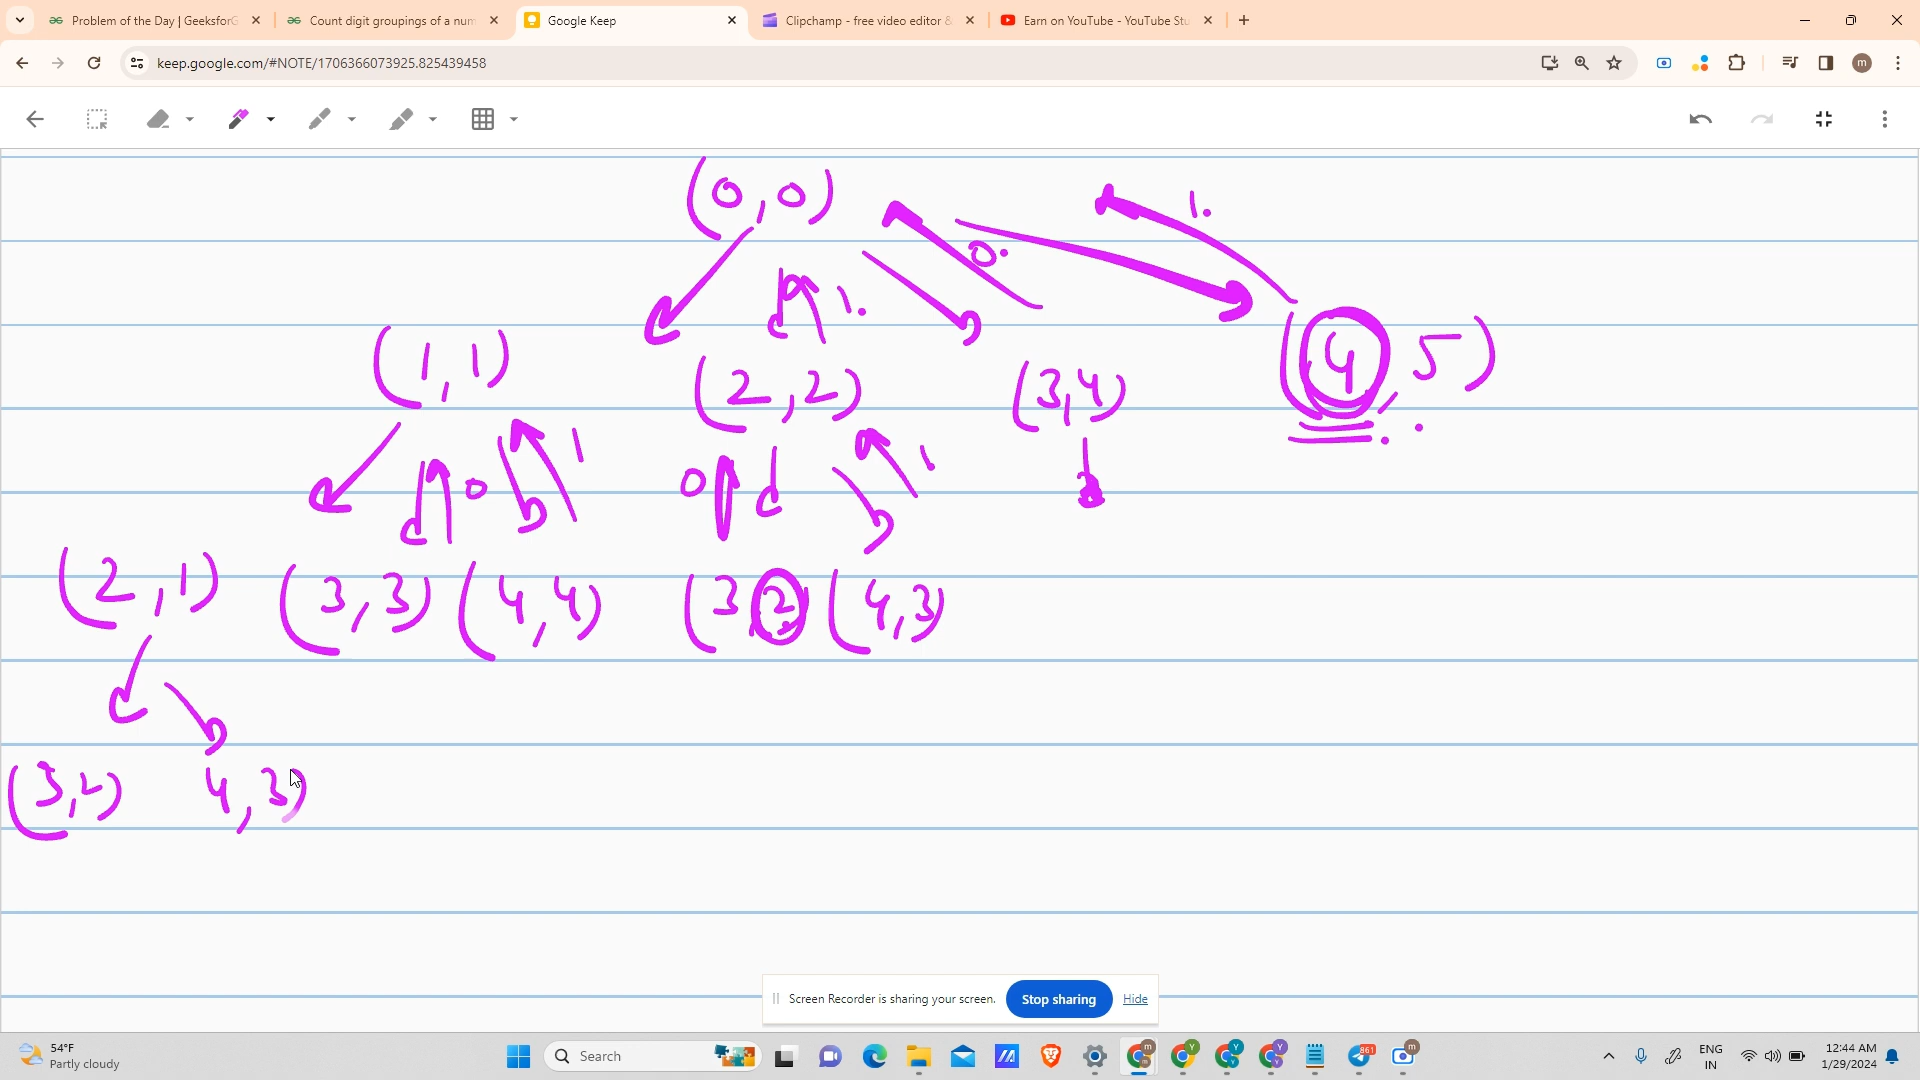 Problem of the Day | GeeksforG
Count digit groupings of a num
Google Keep
Clipchamp - free video editor &
Earn on YouTube - YouTube Stu
keep.google.com/#NOTE/1706366073925.825439458
m
(0,0)
1.
0.
1.
(1,1)
(2,2)
(3,4)
(4,5)
0
1
0
1.
(2,1)
(3,3)
(4,4)
(3,2)
(4,3)
(3,2)
4,3)
Screen Recorder is sharing your screen.
Stop sharing
Hide
54°F
Partly cloudy
Search
861
ENG
IN
12:44 AM
1/29/2024